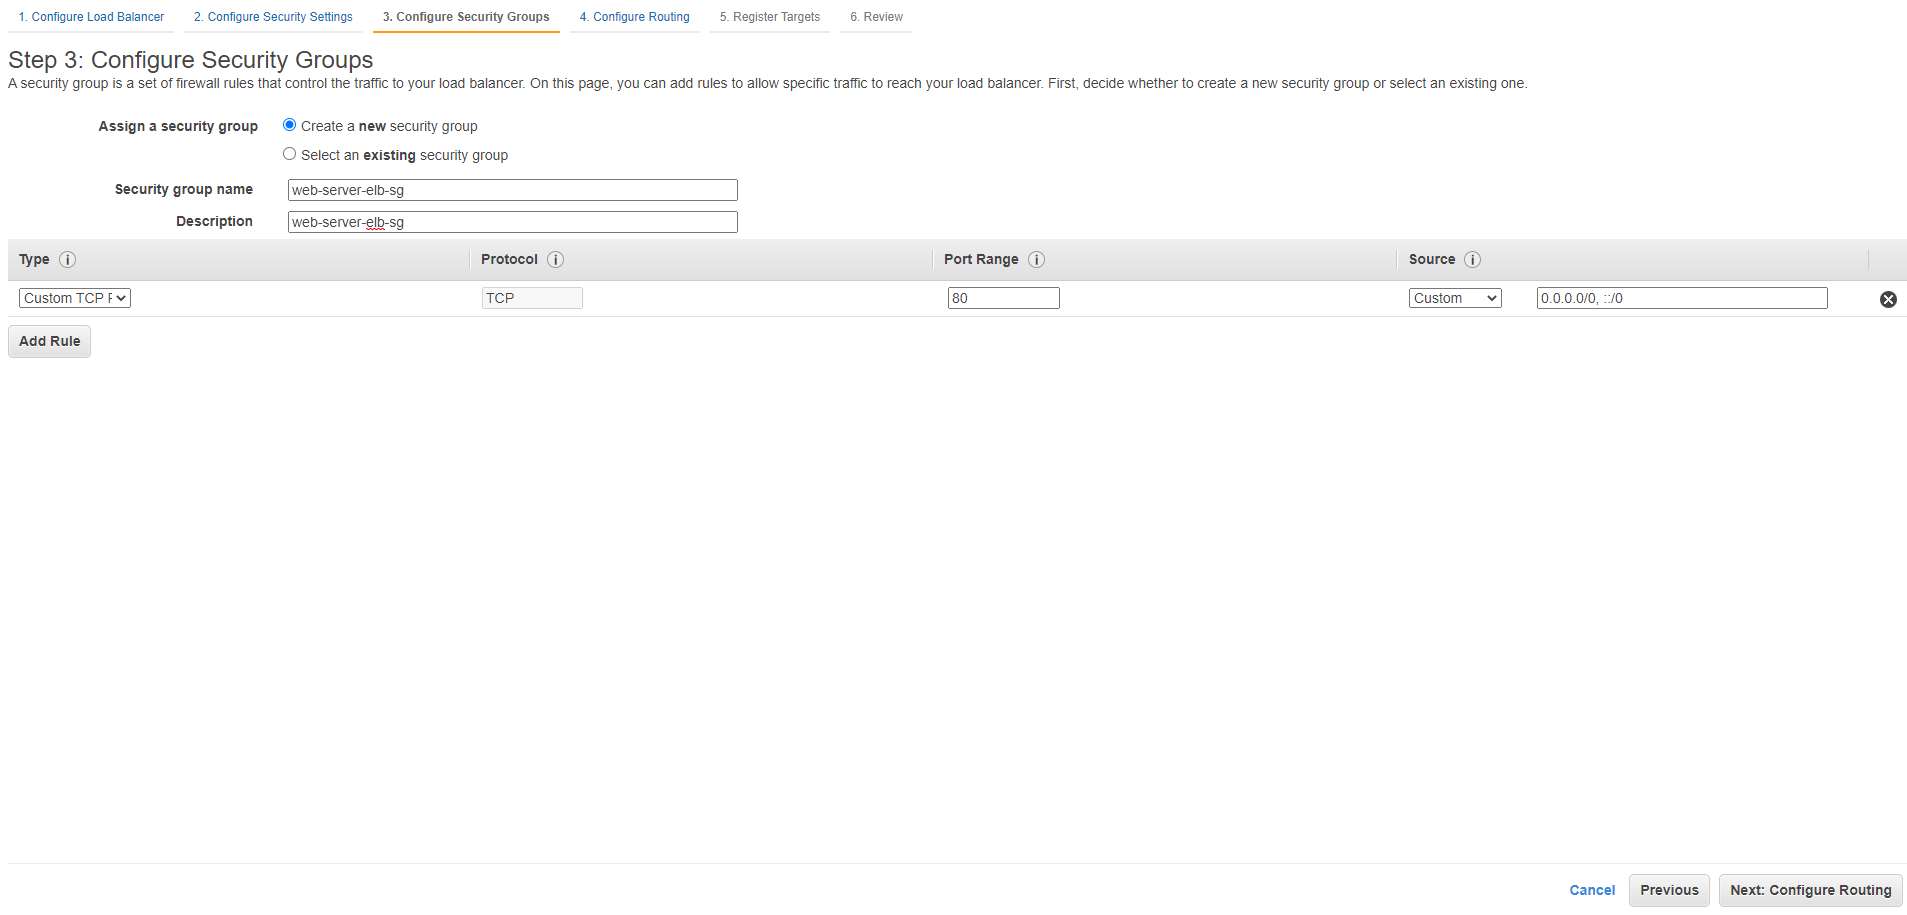 1. Configure Load Balancer 2. Configure Security Settings 3. Configure Security Groups 4. Configure Routing 5. Register Targets 6. Review
Step 3: Configure Security Groups
A security group is a set of firewall rules that control the traffic to your load balancer. On this page, you can add rules to allow specific traffic to reach your load balancer. First, decide whether to create a new security group or select an existing one.
Assign a security group Create a new security group
Select an existing security group
Security group name web-server-elb-sg
Description web-server-elb-sg
Type i Protocol i Port Range i Source i
Custom TCP TCP 80 Custom 0.0.0.0/0, ::/0
Add Rule
Cancel Previous Next: Configure Routing